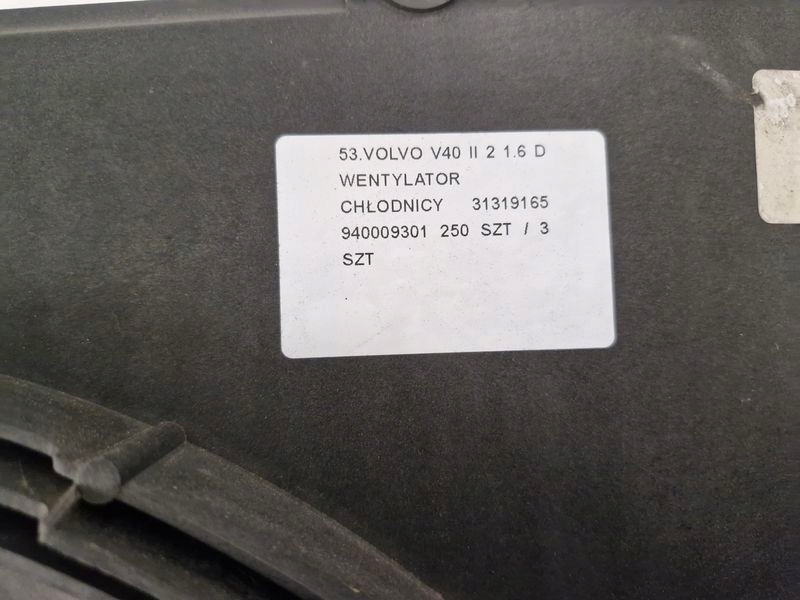 53.VOLVO V40 II 2 1.6 D
WENTYLATOR
CHŁODNICY 31319165
940009301 250 SZT / 3
SZT